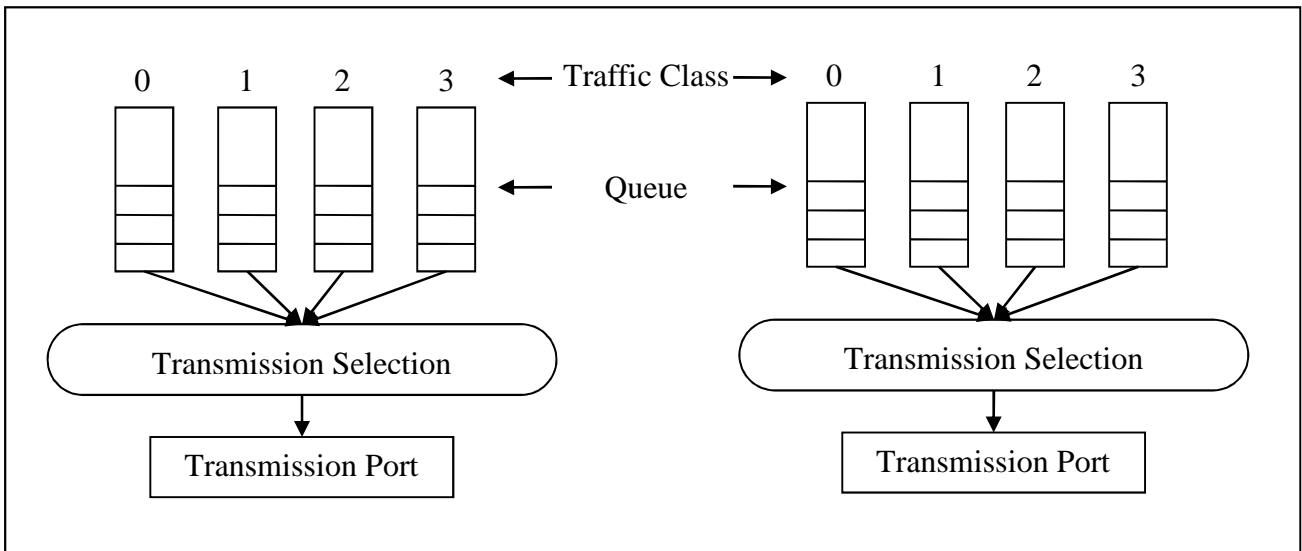 0 1 2 3 Traffic Class 0 1 2 3
Queue
Transmission Selection Transmission Selection
Transmission Port Transmission Port